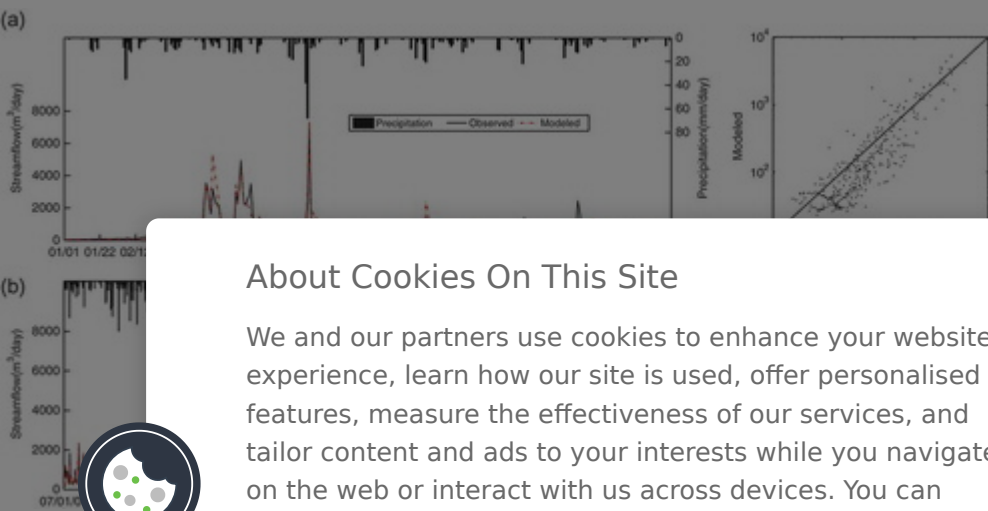 (a)
0
20
40
60
80
Precipitation(mm/day)
8000
6000
4000
2000
0
Streamflow(m³/day)
Precipitation Observed Modeled
01/01 01/22 02/12
10⁴
10³
10²
Modeled
(b)
8000
6000
4000
2000
0
Streamflow(m³/day)
About Cookies On This Site
We and our partners use cookies to enhance your website
experience, learn how our site is used, offer personalised
features, measure the effectiveness of our services, and
tailor content and ads to your interests while you navigate
on the web or interact with us across devices. You can